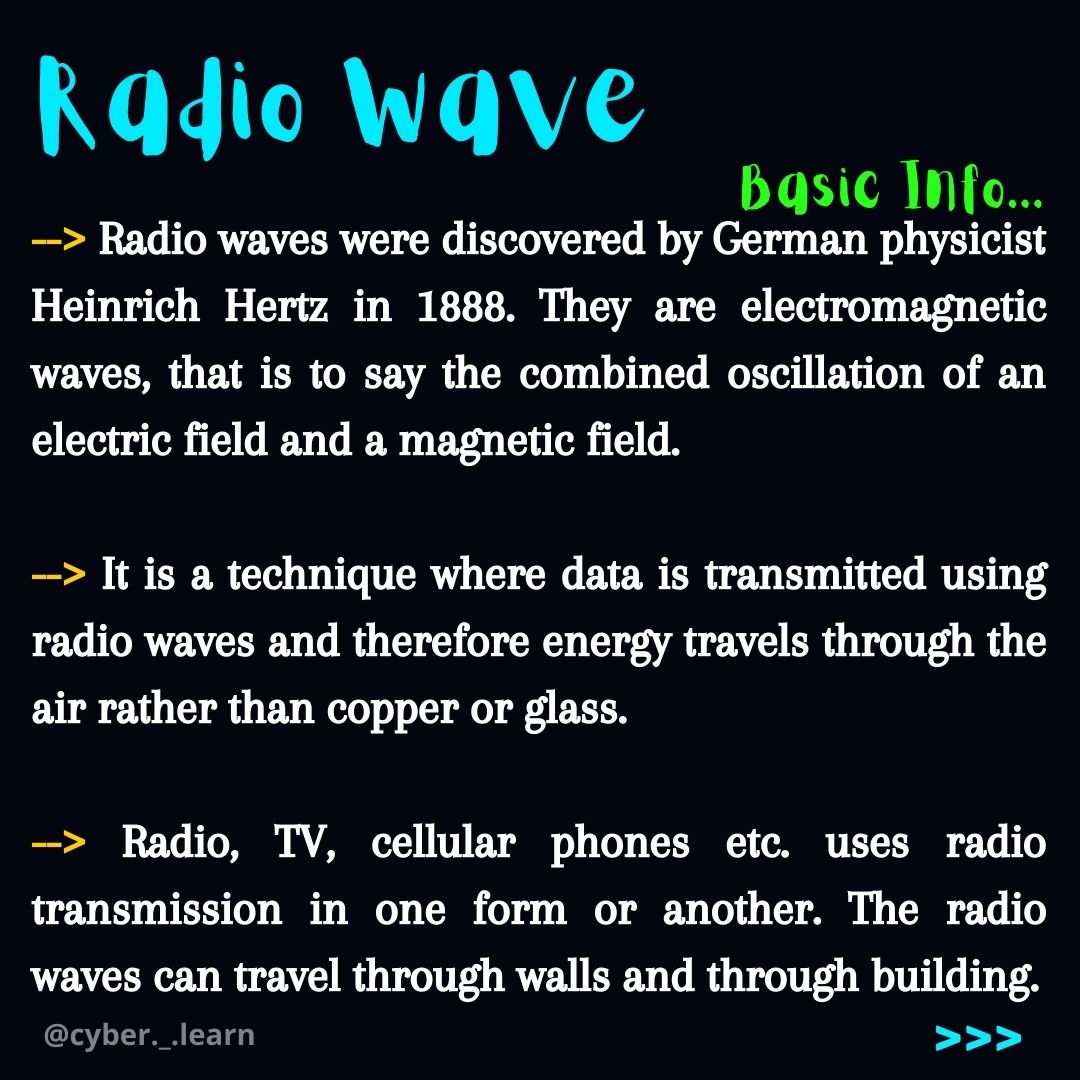 Radio Wave
Basic Info...
--> Radio waves were discovered by German physicist
Heinrich Hertz in 1888. They are electromagnetic
waves, that is to say the combined oscillation of an
electric field and a magnetic field.
--> It is a technique where data is transmitted using
radio waves and therefore energy travels through the
air rather than copper or glass.
--> Radio, TV, cellular phones etc. uses radio
transmission in one form or another. The radio
waves can travel through walls and through building.
@cyber._.learn
>>>